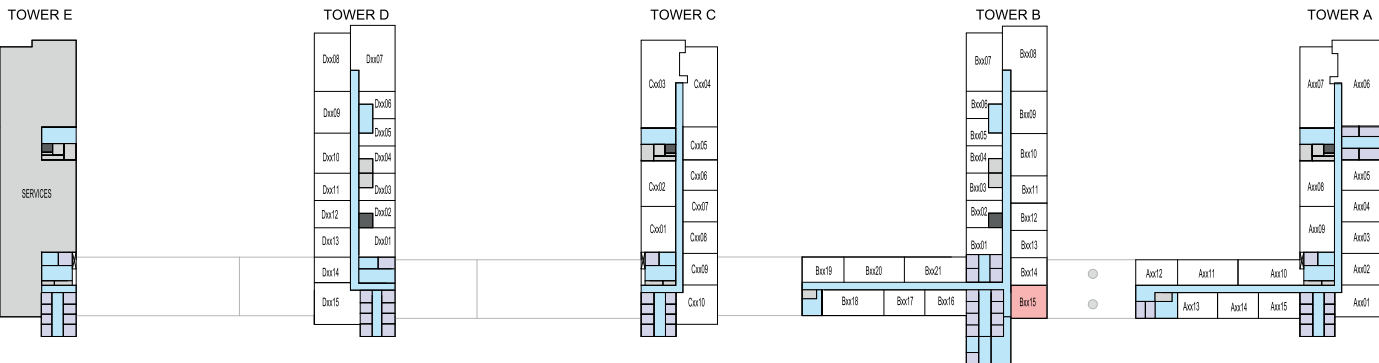 TOWER E
TOWER D
TOWER C
TOWER B
TOWER A
SERVICES
Dxx08
Dxx07
Dxx06
Dxx09
Dxx05
Dxx10
Dxx04
Dxx11
Dxx03
Dxx12
Dxx02
Dxx13
Dxx01
Dxx14
Dxx15
Cxx03
Cxx04
Cxx05
Cxx02
Cxx06
Cxx07
Cxx01
Cxx08
Cxx09
Cxx10
Bxx07
Bxx08
Bxx06
Bxx09
Bxx05
Bxx04
Bxx10
Bxx03
Bxx11
Bxx02
Bxx12
Bxx01
Bxx13
Bxx19
Bxx20
Bxx21
Bxx14
Bxx18
Bxx17
Bxx16
Bxx15
Axx07
Axx06
Axx08
Axx05
Axx04
Axx09
Axx03
Axx12
Axx11
Axx10
Axx02
Axx13
Axx14
Axx15
Axx01